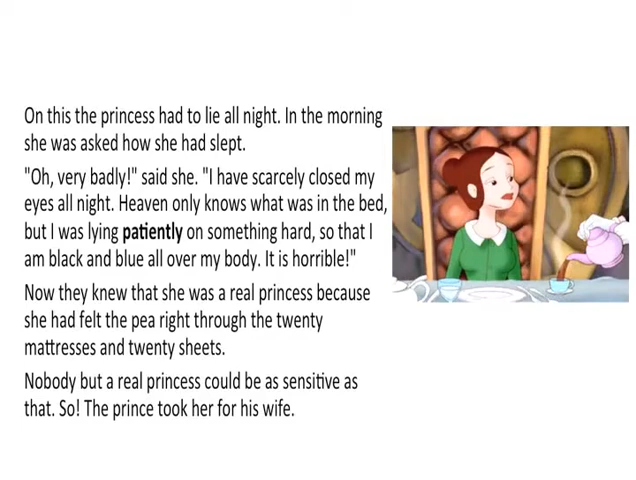 On this the princess had to lie all night. In the morning
she was asked how she had slept.
"Oh, very badly!" said she. "I have scarcely closed my
eyes all night. Heaven only knows what was in the bed,
but I was lying patiently on something hard, so that I
am black and blue all over my body. It is horrible!"
Now they knew that she was a real princess because
she had felt the pea right through the twenty
mattresses and twenty sheets.
Nobody but a real princess could be as sensitive as
that. So! The prince took her for his wife.